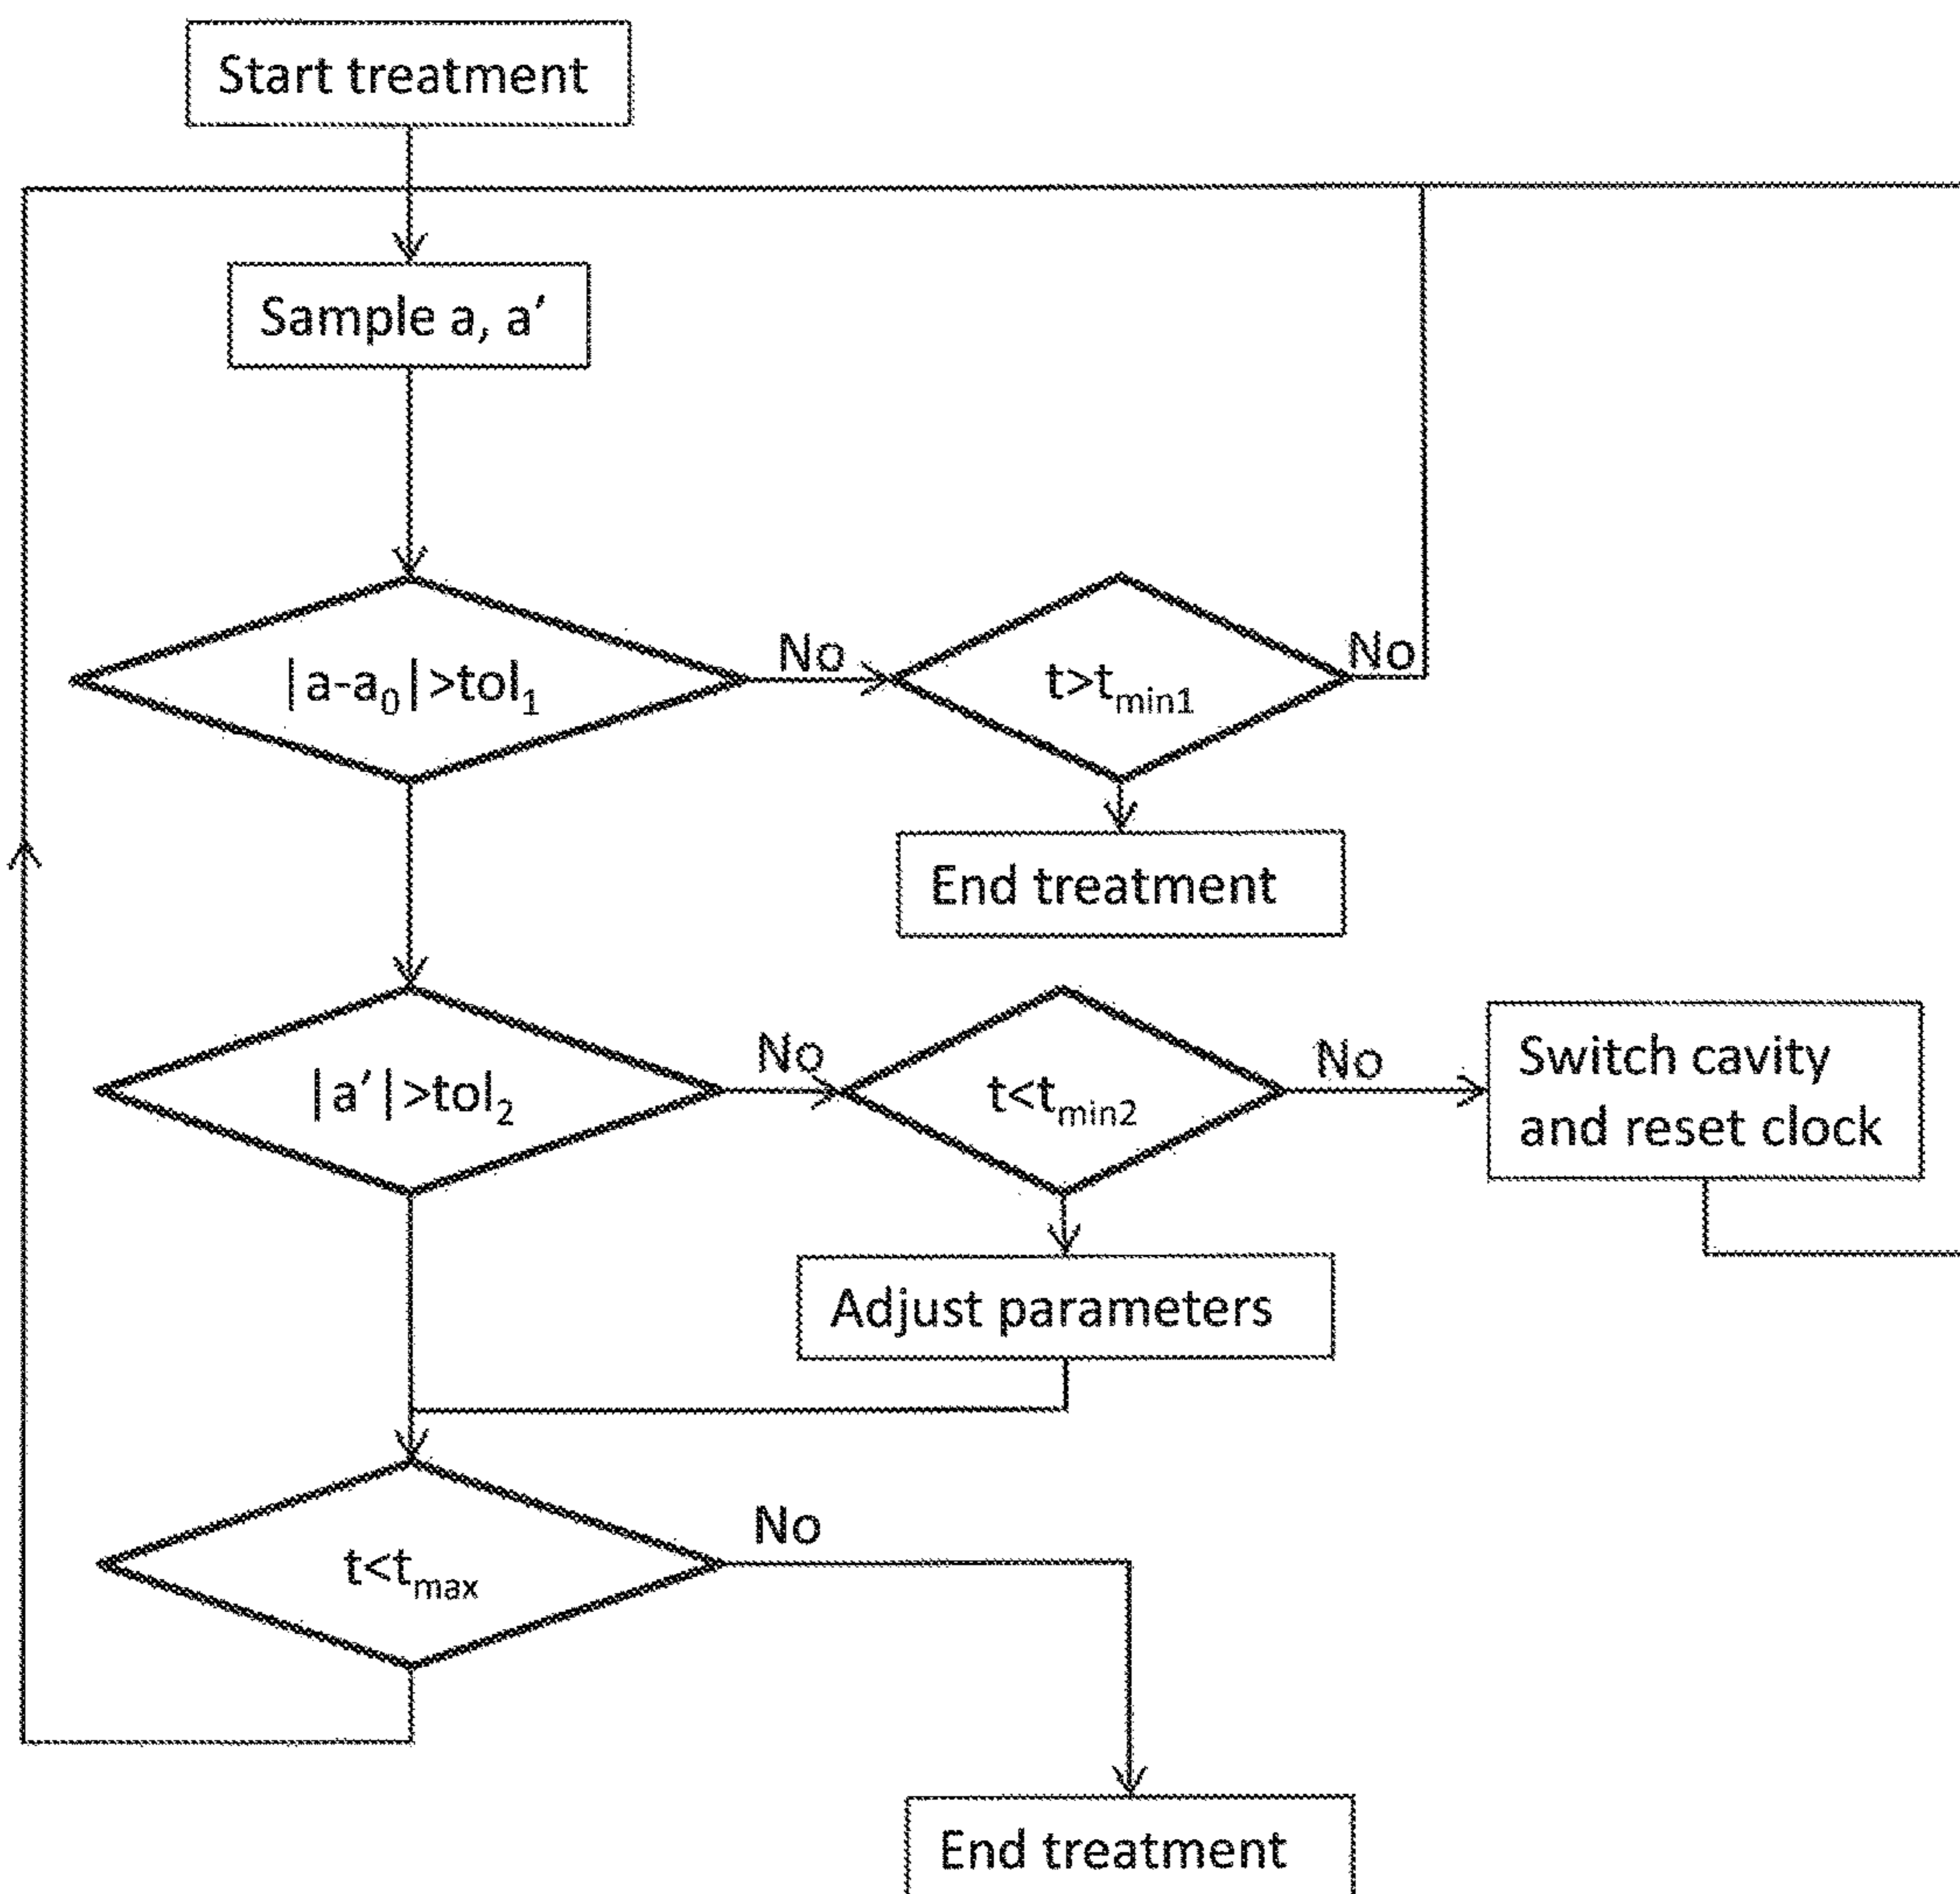 Start treatment
Sample a, a′
|a-a₀|>tol₁
No
t>tₘᵢₙ₁
No
End treatment
|a′|>tol₂
No
t<tₘᵢₙ₂
No
Switch cavity
and reset clock
Adjust parameters
t<tₘₐₓ
No
End treatment